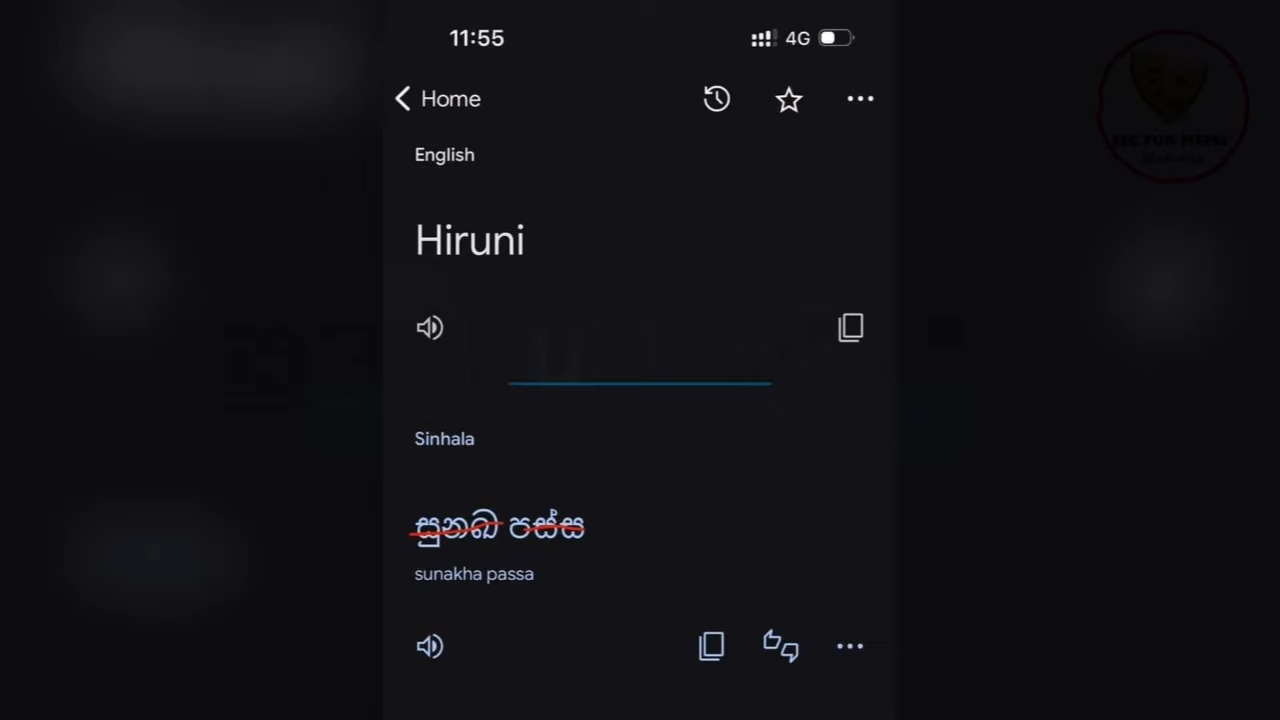 11:55
4G
Home
English
Hiruni
Sinhala
සුනඛ පස්ස
sunakha passa